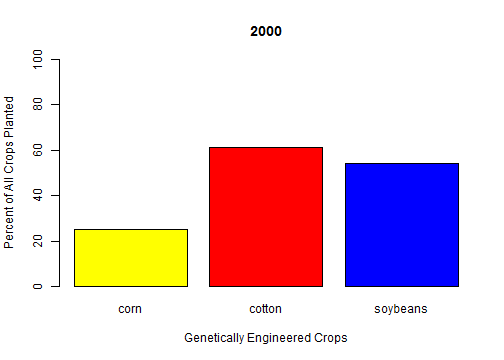 2000
Percent of All Crops Planted
100
80
60
40
20
0
corn cotton soybeans
Genetically Engineered Crops